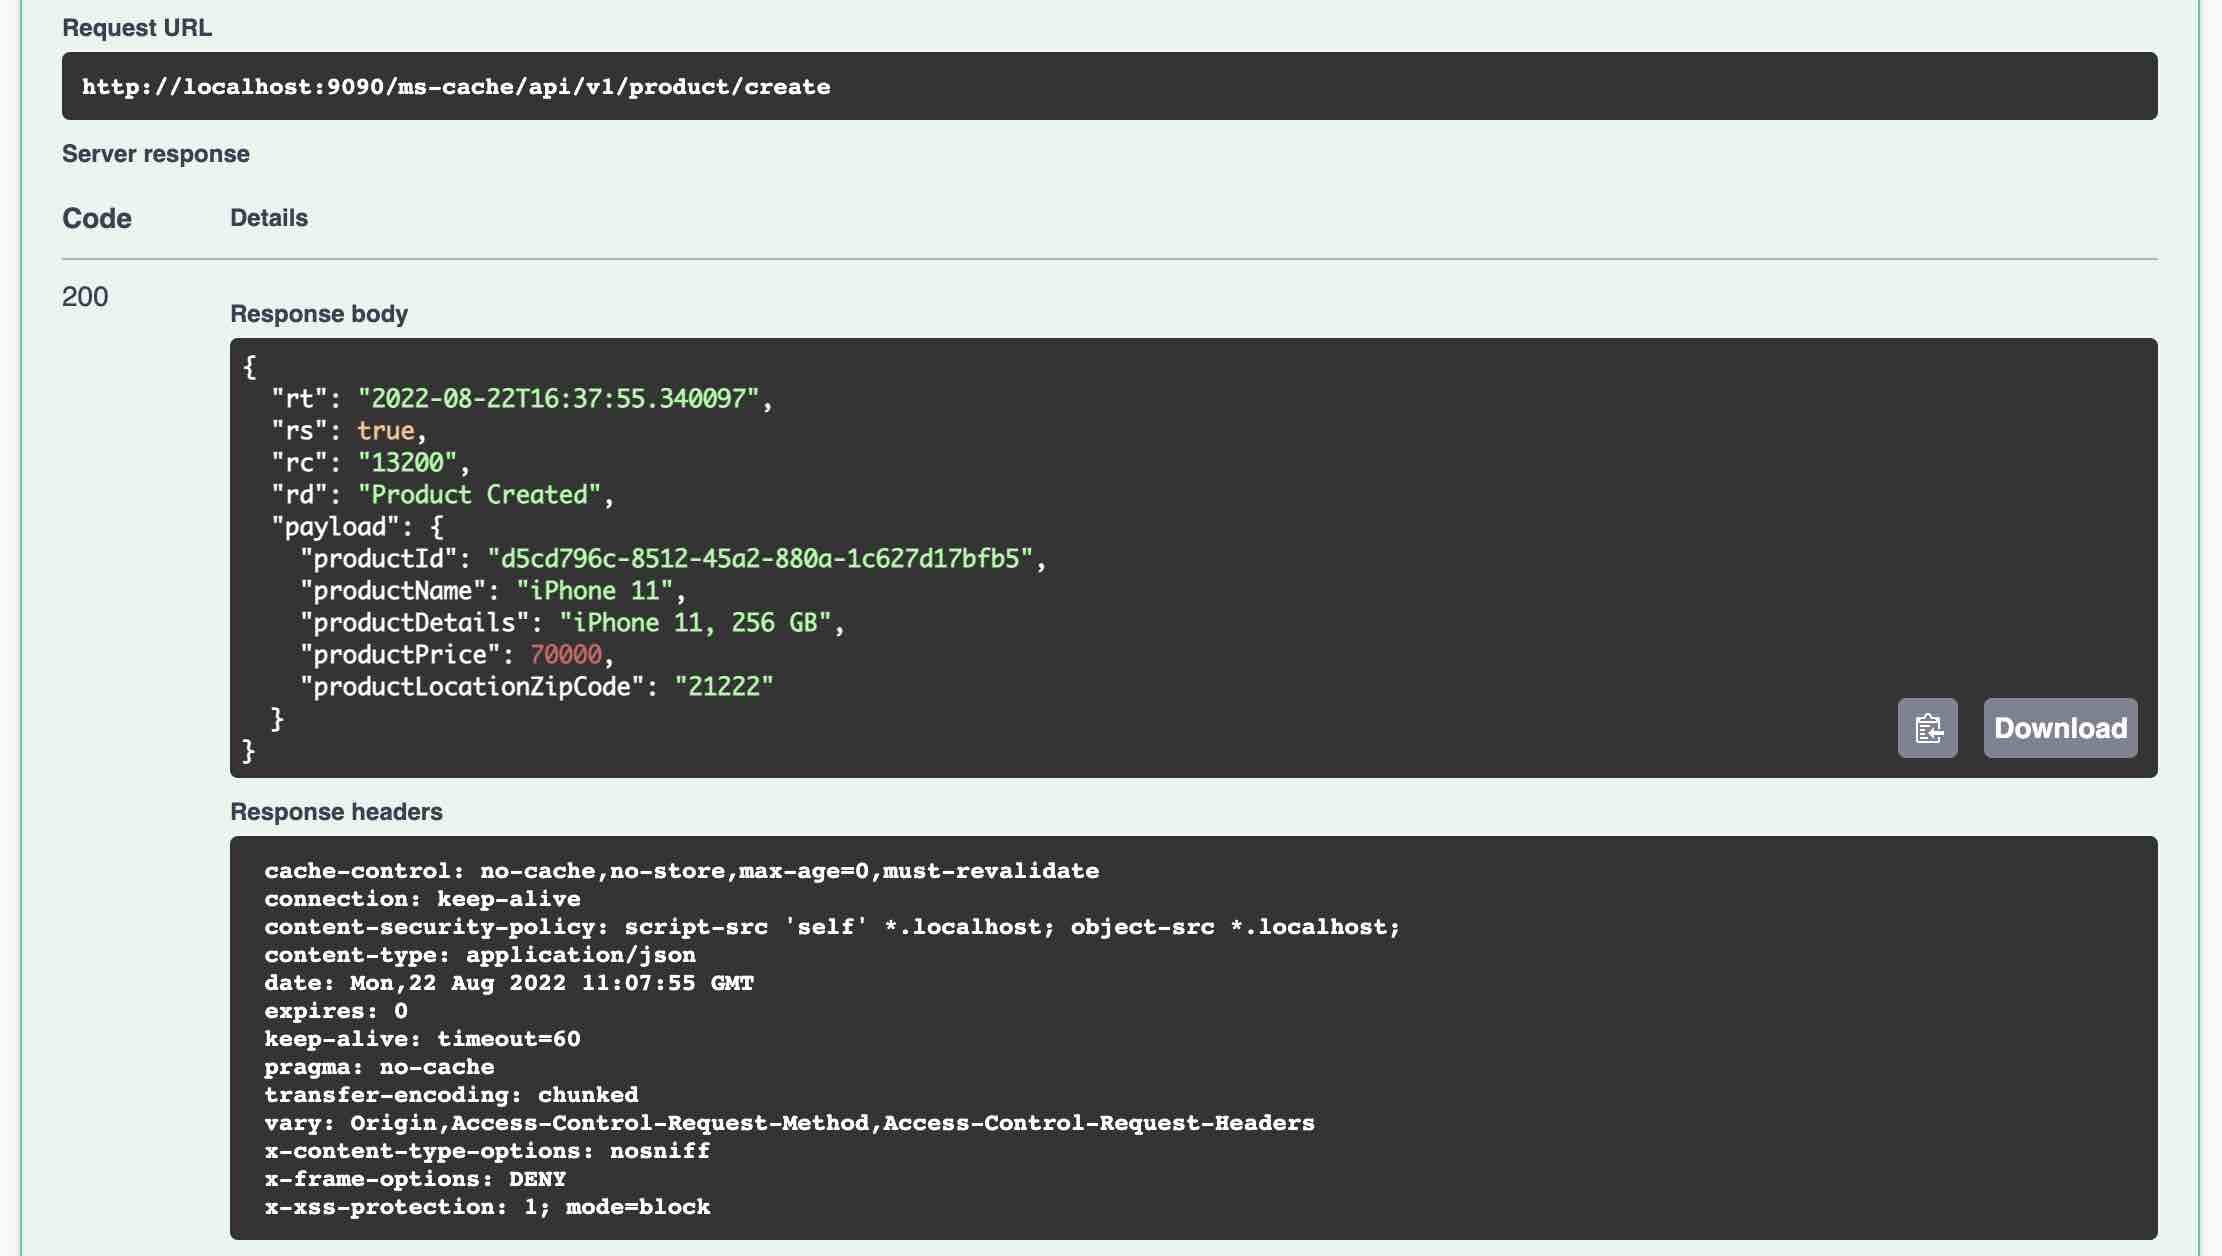 Request URL
http://localhost:9090/ms-cache/api/v1/product/create
Server response
Code Details
200
Response body
{
"rt": "2022-08-22T16:37:55.340097",
"rs": true,
"rc": "13200",
"rd": "Product Created",
"payload": {
"productId": "d5cd796c-8512-45a2-880a-1c627d17bfb5",
"productName": "iPhone 11",
"productDetails": "iPhone 11, 256 GB",
"productPrice": 70000,
"productLocationZipCode": "21222"
}
}
Download
Response headers
cache-control: no-cache,no-store,max-age=0,must-revalidate
connection: keep-alive
content-security-policy: script-src 'self' *.localhost; object-src *.localhost;
content-type: application/json
date: Mon,22 Aug 2022 11:07:55 GMT
expires: 0
keep-alive: timeout=60
pragma: no-cache
transfer-encoding: chunked
vary: Origin,Access-Control-Request-Method,Access-Control-Request-Headers
x-content-type-options: nosniff
x-frame-options: DENY
x-xss-protection: 1; mode=block